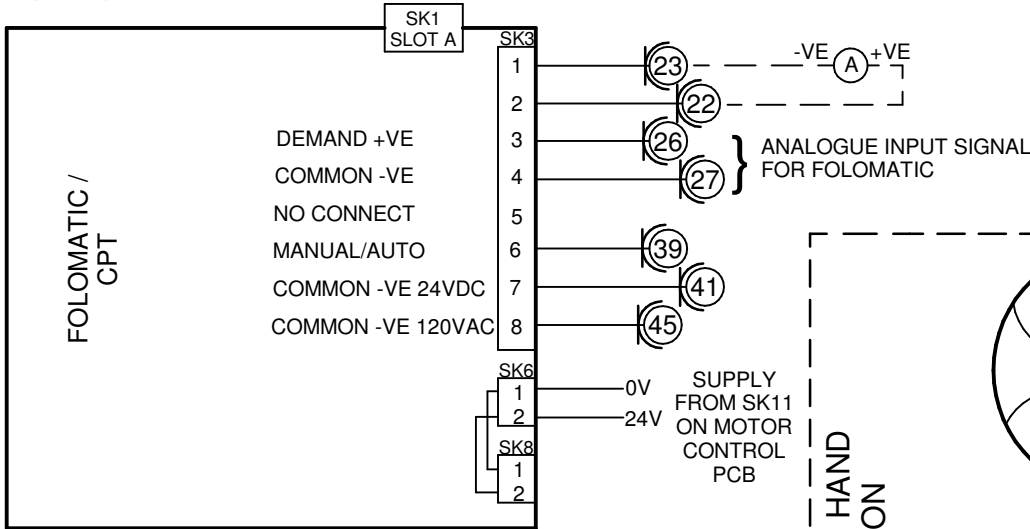 SK1
SLOT A
SK3
1
23
-VE
A
+VE
2
22
DEMAND +VE
3
26
ANALOGUE INPUT SIGNAL
FOR FOLOMATIC
COMMON -VE
4
27
NO CONNECT
5
MANUAL/AUTO
6
39
COMMON -VE 24VDC
7
41
COMMON -VE 120VAC
8
45
FOLOMATIC /
CPT
SK6
1
0V
2
24V
SUPPLY
FROM SK11
ON MOTOR
CONTROL
PCB
SK8
1
2
HAND
ON